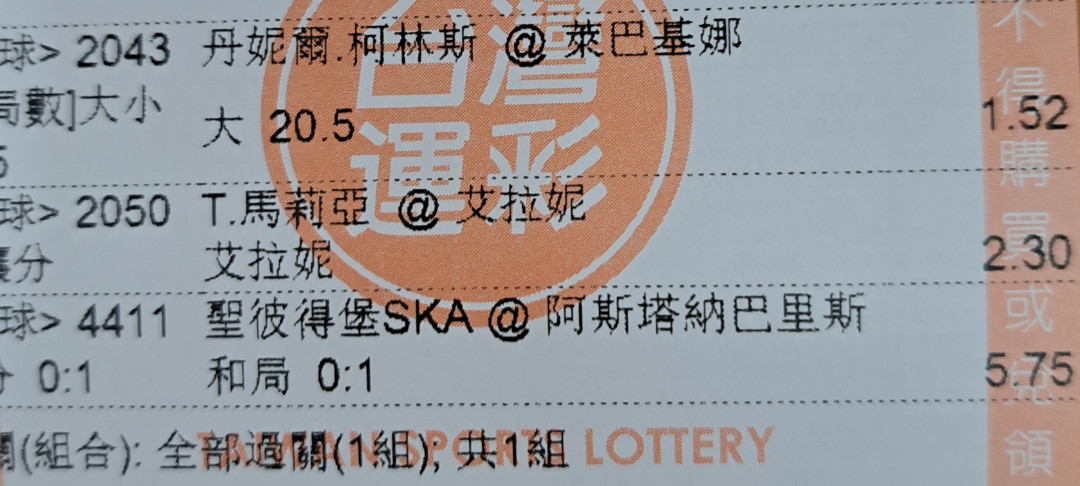 球> 2043 丹妮爾.柯林斯 @ 萊巴基娜
局數]大小
大 20.5 1.52
5
球> 2050 T.馬莉亞 @ 艾拉妮
分
艾拉妮 2.30
球> 4411 聖彼得堡SKA @ 阿斯塔納巴里斯
0:1 和局 0:1 5.75
關(組合): 全部過關(1組), 共1組
台灣
運彩
TAIWAN SPORTS LOTTERY
不得購買或兌領